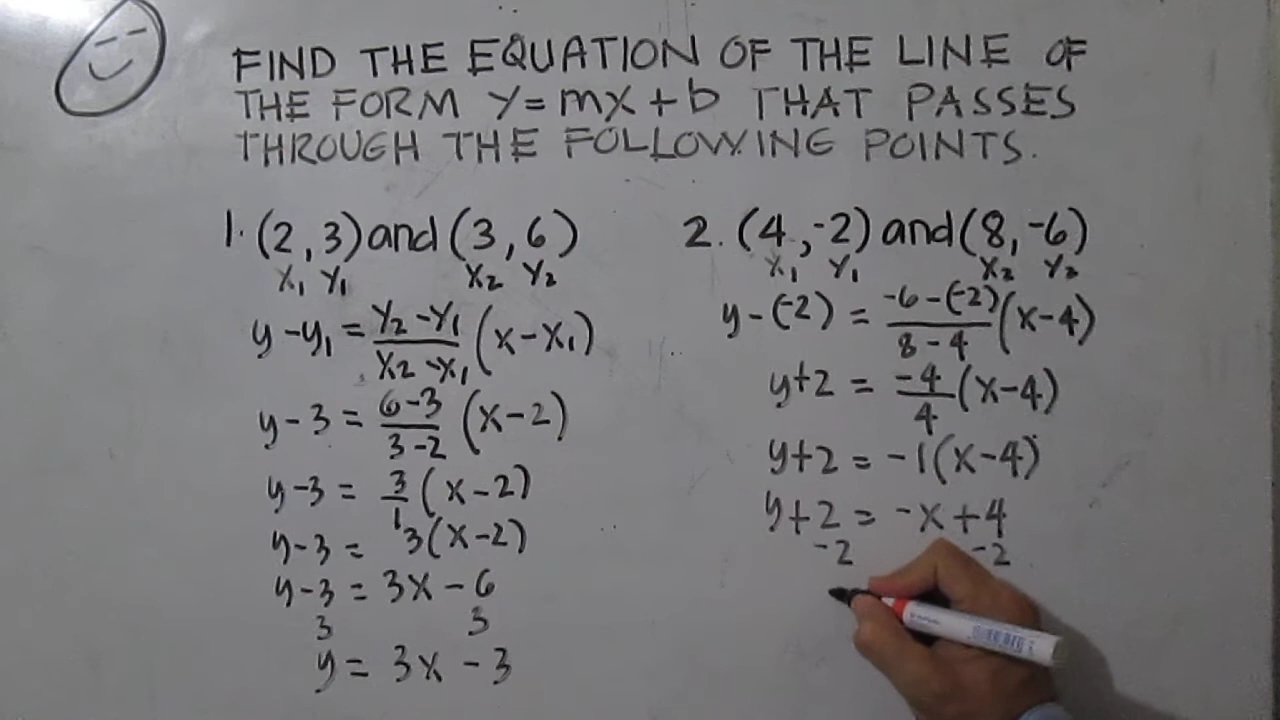 FIND THE EQUATION OF THE LINE OF
THE FORM Y = mx + b THAT PASSES
THROUGH THE FOLLOWING POINTS.
1. (2, 3) and (3, 6)
X₁ Y₁ X₂ Y₂
y - y₁ = Y₂ - Y₁ / X₂ - X₁ (x - x₁)
y - 3 = 6-3 / 3-2 (x - 2)
y - 3 = 3/1 (x - 2)
y - 3 = 3(x - 2)
y - 3 = 3x - 6
3 3
y = 3x - 3
2. (4, -2) and (8, -6)
X₁ Y₁ X₂ Y₂
y - (-2) = -6 - (-2) / 8 - 4 (x - 4)
y + 2 = -4/4 (x - 4)
y + 2 = -1(x - 4)
y + 2 = -x + 4
-2 -2